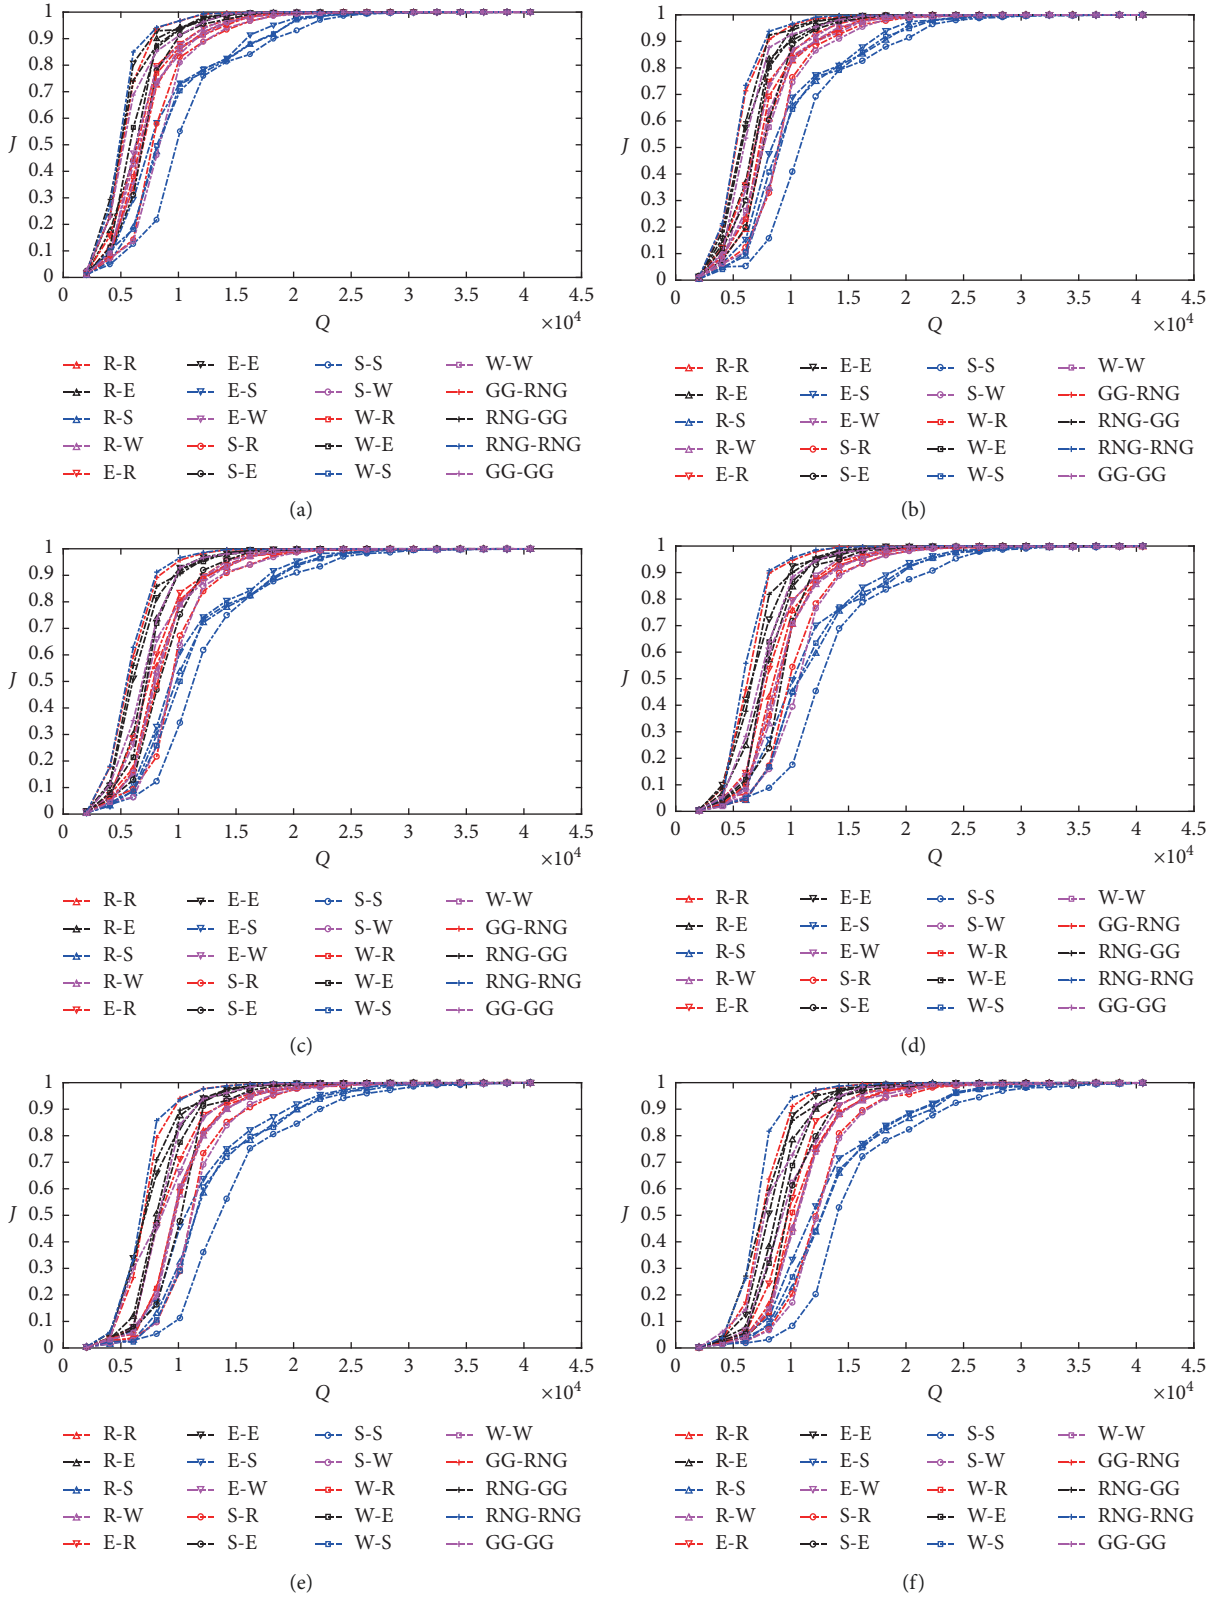 1
0.9
0.8
0.7
0.6
J 0.5
0.4
0.3
0.2
0.1
0
0 0.5 1 1.5 2 2.5 3 3.5 4 4.5
Q ×10⁴
R-R E-E S-S W-W
R-E E-S S-W GG-RNG
R-S E-W W-R RNG-GG
R-W S-R W-E RNG-RNG
E-R S-E W-S GG-GG
(a)
1
0.9
0.8
0.7
0.6
J 0.5
0.4
0.3
0.2
0.1
0
0 0.5 1 1.5 2 2.5 3 3.5 4 4.5
Q ×10⁴
R-R E-E S-S W-W
R-E E-S S-W GG-RNG
R-S E-W W-R RNG-GG
R-W S-R W-E RNG-RNG
E-R S-E W-S GG-GG
(b)
1
0.9
0.8
0.7
0.6
J 0.5
0.4
0.3
0.2
0.1
0
0 0.5 1 1.5 2 2.5 3 3.5 4 4.5
Q ×10⁴
R-R E-E S-S W-W
R-E E-S S-W GG-RNG
R-S E-W W-R RNG-GG
R-W S-R W-E RNG-RNG
E-R S-E W-S GG-GG
(c)
1
0.9
0.8
0.7
0.6
J 0.5
0.4
0.3
0.2
0.1
0
0 0.5 1 1.5 2 2.5 3 3.5 4 4.5
Q ×10⁴
R-R E-E S-S W-W
R-E E-S S-W GG-RNG
R-S E-W W-R RNG-GG
R-W S-R W-E RNG-RNG
E-R S-E W-S GG-GG
(d)
1
0.9
0.8
0.7
0.6
J 0.5
0.4
0.3
0.2
0.1
0
0 0.5 1 1.5 2 2.5 3 3.5 4 4.5
Q ×10⁴
R-R E-E S-S W-W
R-E E-S S-W GG-RNG
R-S E-W W-R RNG-GG
R-W S-R W-E RNG-RNG
E-R S-E W-S GG-GG
(e)
1
0.9
0.8
0.7
0.6
J 0.5
0.4
0.3
0.2
0.1
0
0 0.5 1 1.5 2 2.5 3 3.5 4 4.5
Q ×10⁴
R-R E-E S-S W-W
R-E E-S S-W GG-RNG
R-S E-W W-R RNG-GG
R-W S-R W-E RNG-RNG
E-R S-E W-S GG-GG
(f)